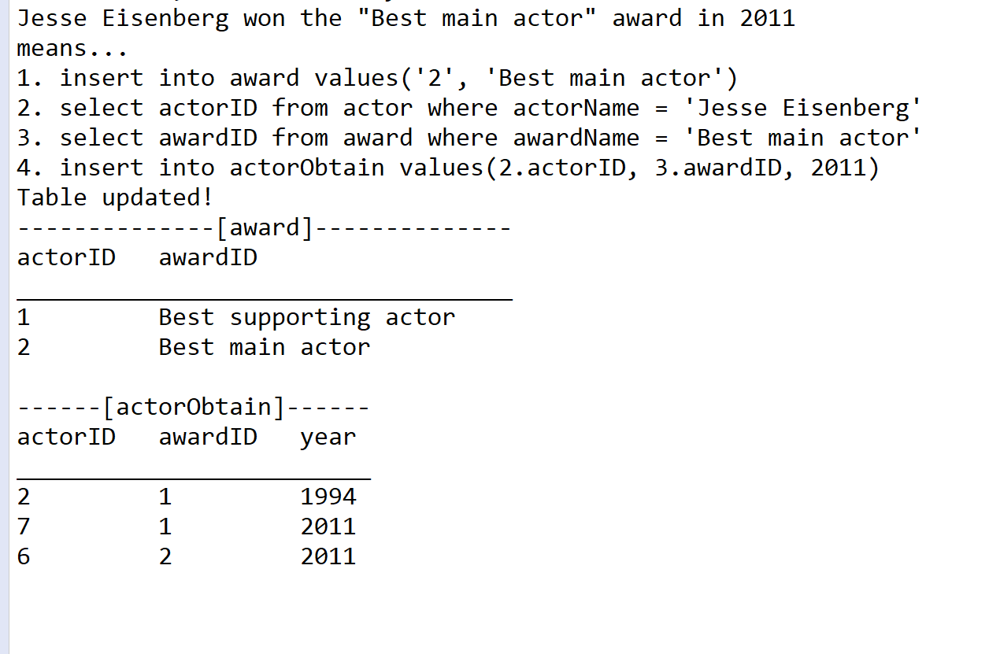 Jesse Eisenberg won the "Best main actor" award in 2011
means...
1. insert into award values('2', 'Best main actor')
2. select actorID from actor where actorName = 'Jesse Eisenberg'
3. select awardID from award where awardName = 'Best main actor'
4. insert into actorObtain values(2.actorID, 3.awardID, 2011)
Table updated!
--------------[award]--------------
actorID   awardID
___________________________________
1         Best supporting actor
2         Best main actor
------[actorObtain]------
actorID   awardID   year
_________________________
2         1         1994
7         1         2011
6         2         2011